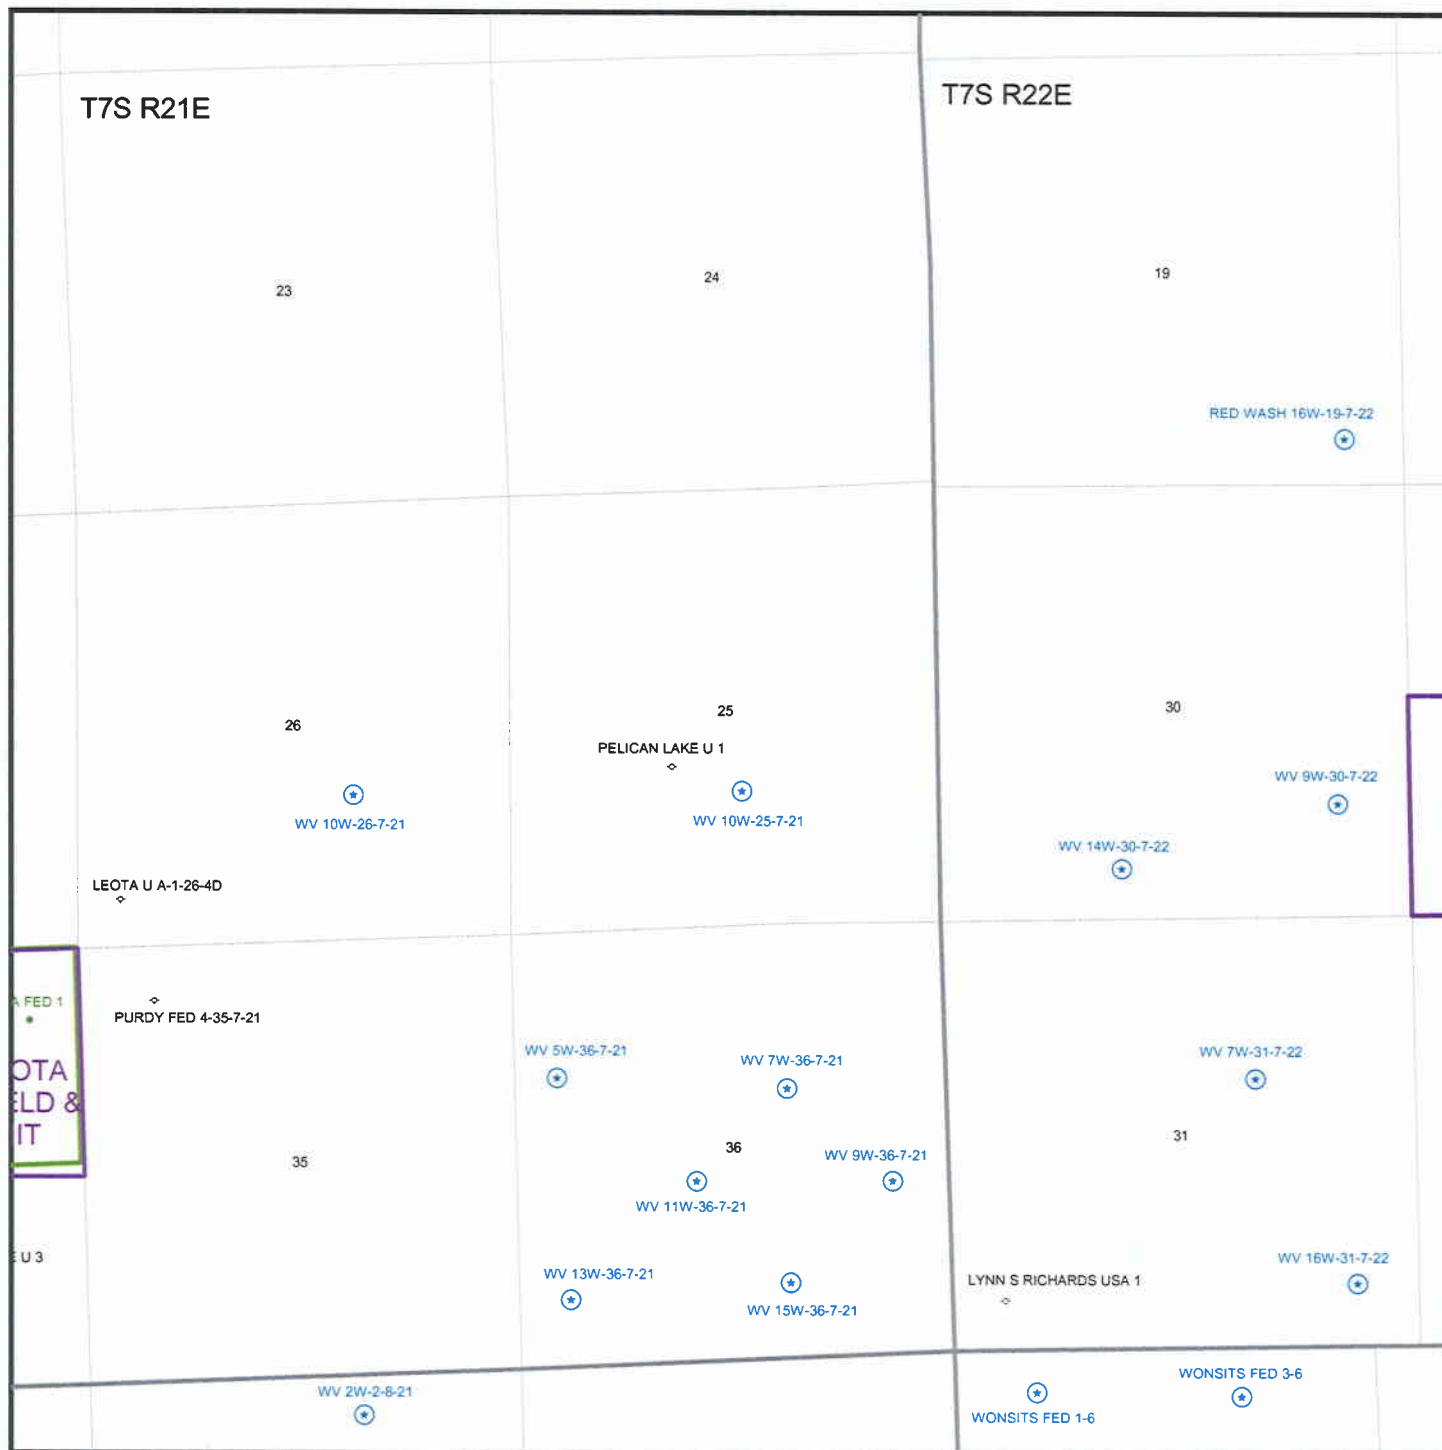 T7S R21E
T7S R22E
23
24
19
RED WASH 16W-19-7-22
26
25
30
PELICAN LAKE U 1
WV 9W-30-7-22
WV 10W-26-7-21
WV 10W-25-7-21
WV 14W-30-7-22
LEOTA U A-1-26-4D
A FED 1
PURDY FED 4-35-7-21
WV 5W-36-7-21
WV 7W-36-7-21
WV 7W-31-7-22
OTA
ELD &
IT
35
36
31
WV 9W-36-7-21
WV 11W-36-7-21
U 3
WV 13W-36-7-21
WV 15W-36-7-21
LYNN S RICHARDS USA 1
WV 16W-31-7-22
WV 2W-2-8-21
WONSITS FED 1-6
WONSITS FED 3-6